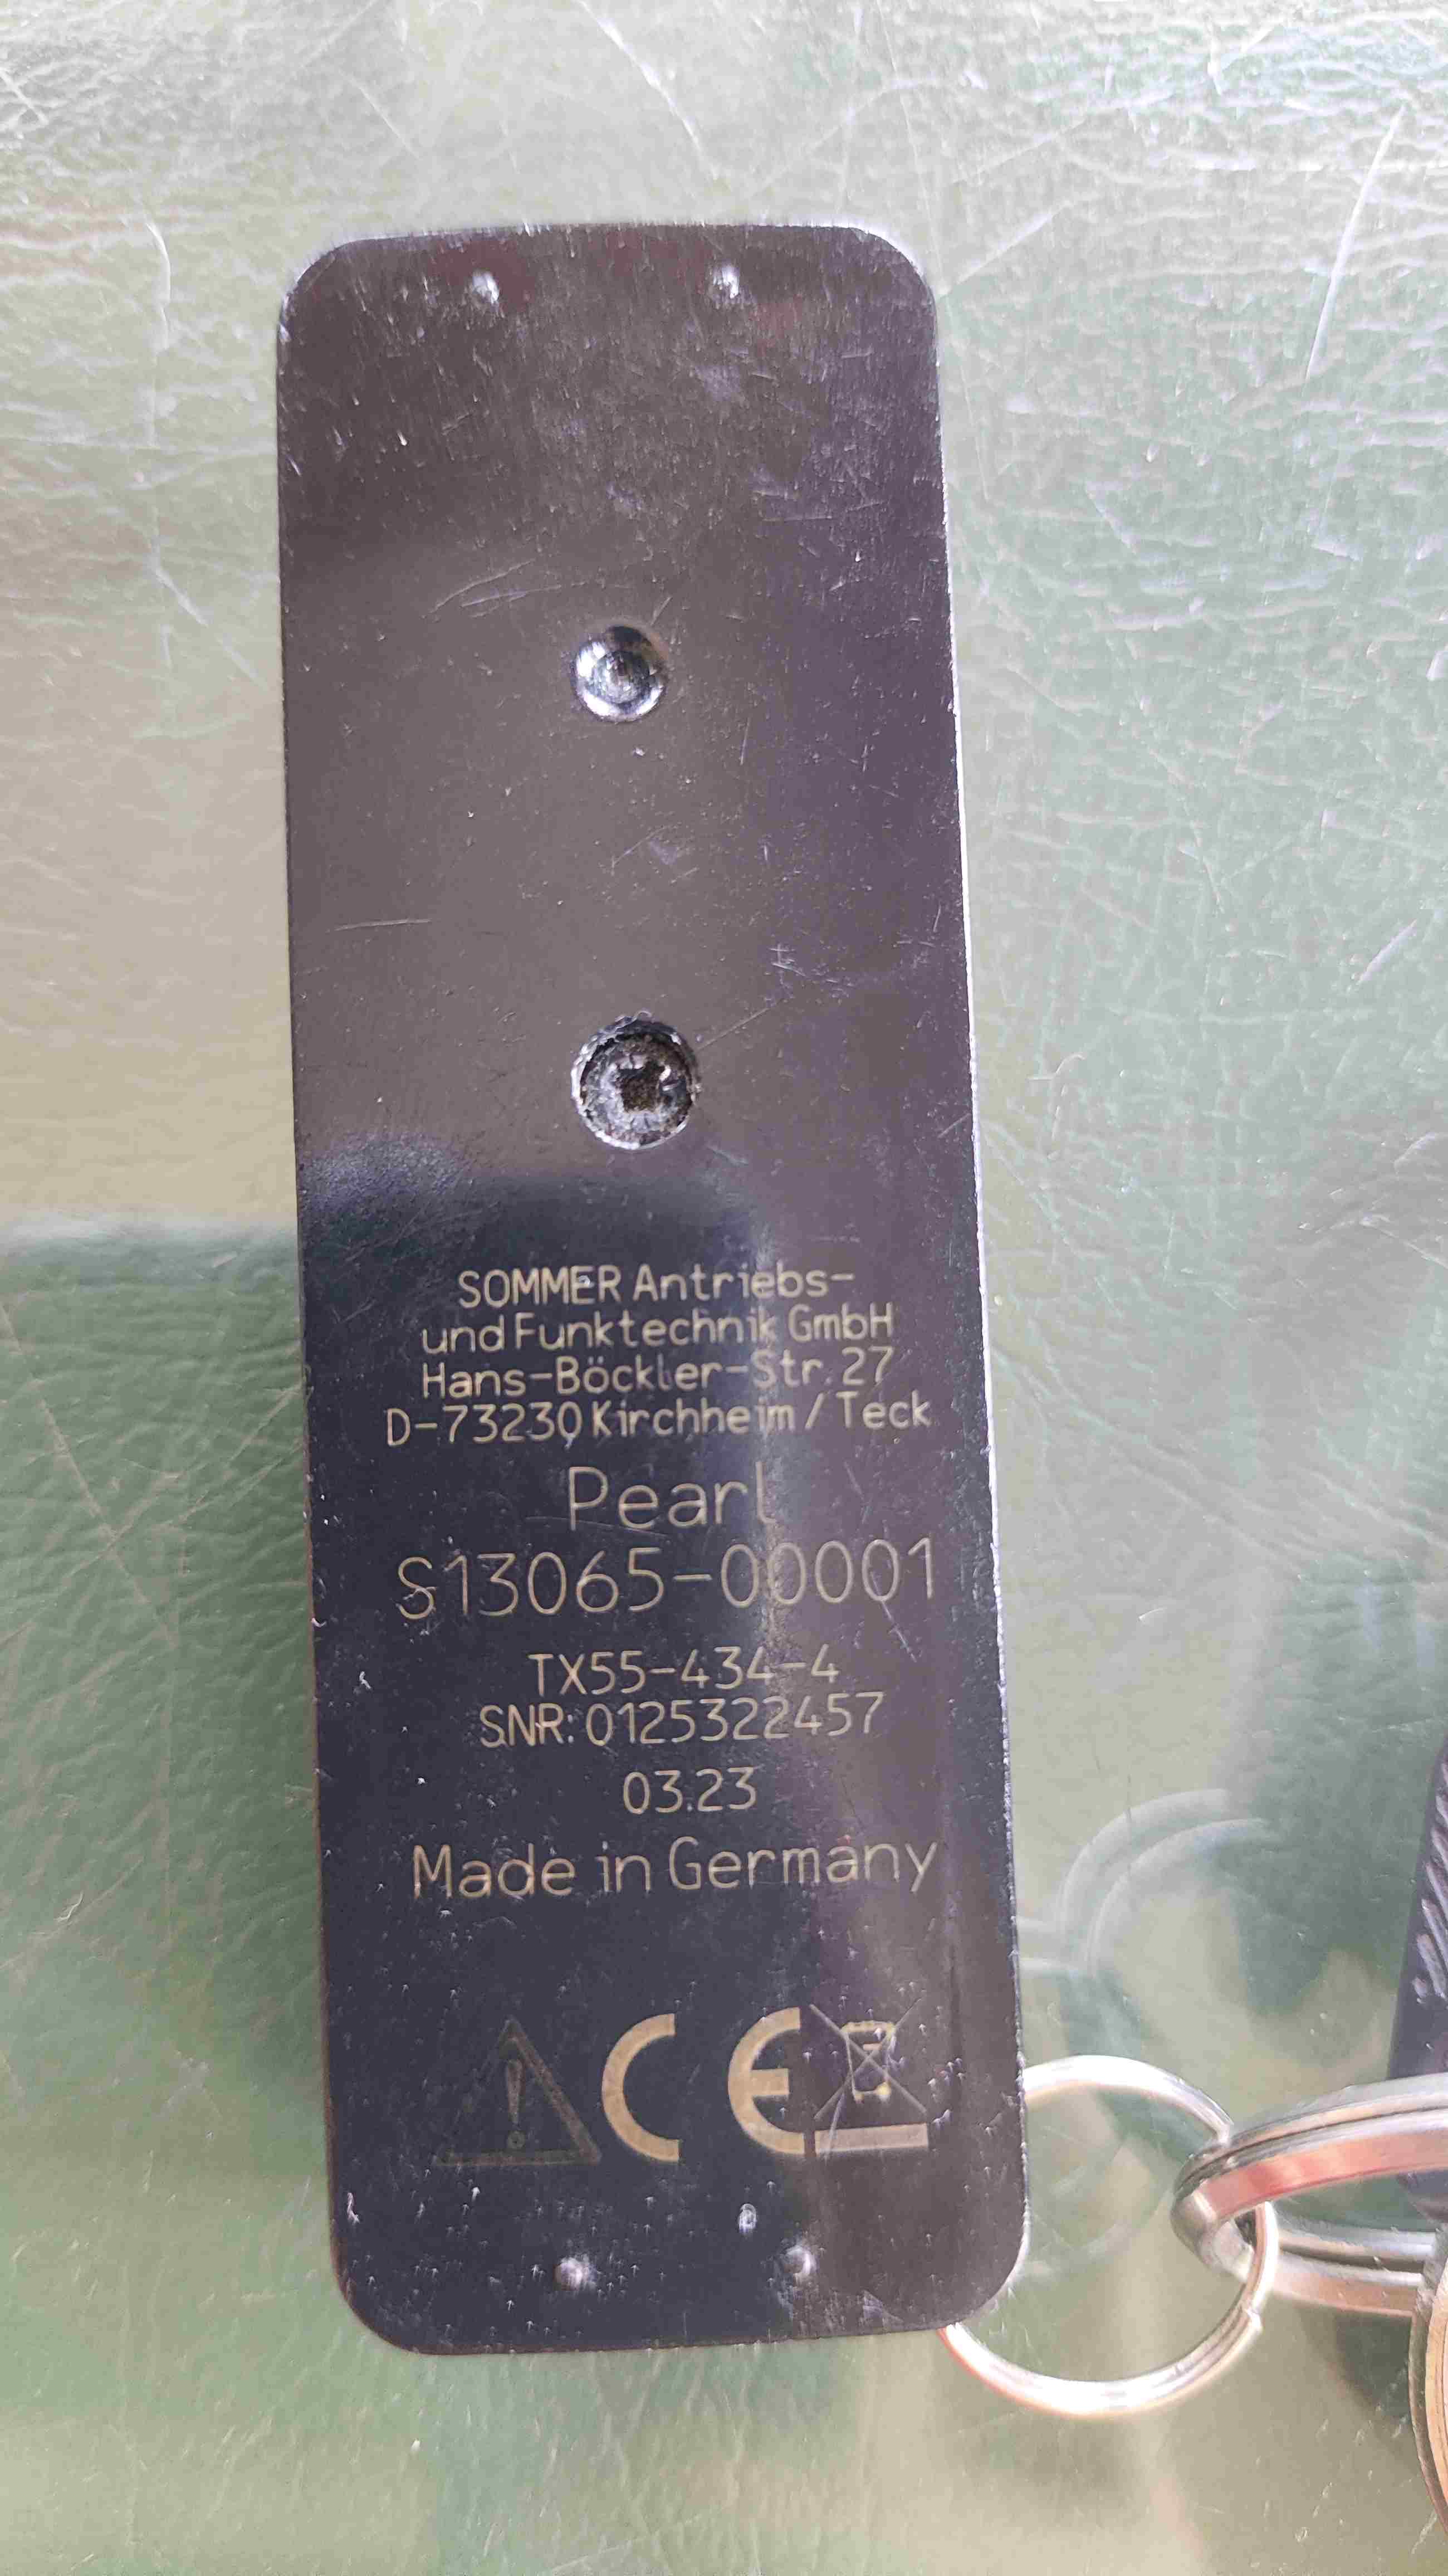 SOMMER Antriebs-
und Funktechnik GmbH
Hans-Böckler-Str. 27
D-73230 Kirchheim / Teck
Pearl
S13065-00001
TX55-434-4
SNR: 0125322457
03.23
Made in Germany
CE